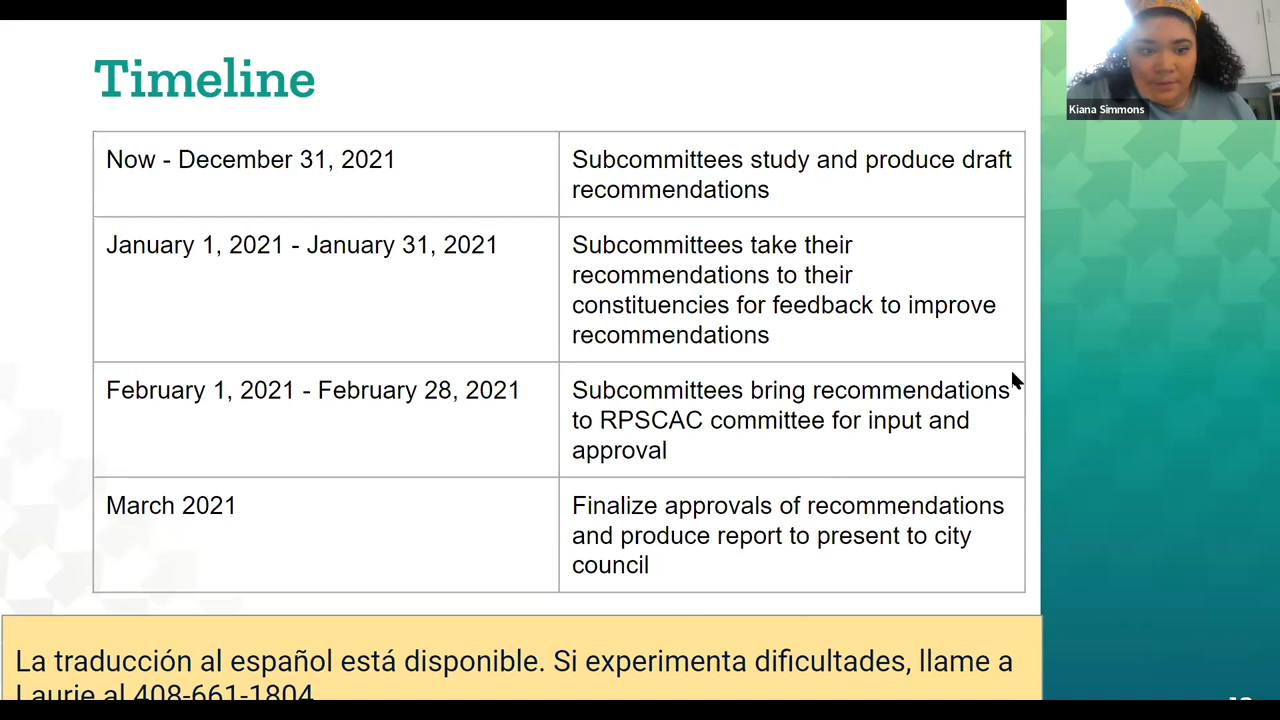 Timeline
Kiana Simmons
Now - December 31, 2021
Subcommittees study and produce draft
recommendations
January 1, 2021 - January 31, 2021
Subcommittees take their
recommendations to their
constituencies for feedback to improve
recommendations
February 1, 2021 - February 28, 2021
Subcommittees bring recommendations
to RPSCAC committee for input and
approval
March 2021
Finalize approvals of recommendations
and produce report to present to city
council
La traducción al español está disponible. Si experimenta dificultades, llame a
Laurie al 408-661-1804